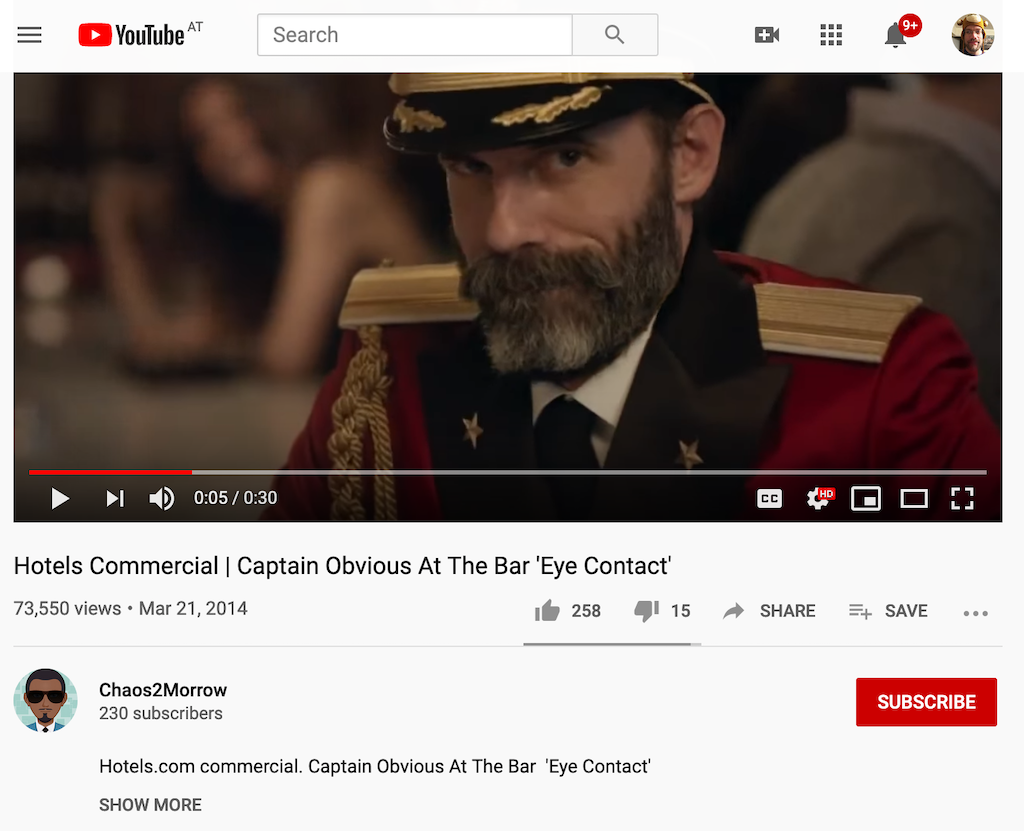 YouTube AT
Search
9+
0:05 / 0:30
CC
HD
Hotels Commercial | Captain Obvious At The Bar 'Eye Contact'
73,550 views • Mar 21, 2014
258
15
SHARE
SAVE
Chaos2Morrow
230 subscribers
SUBSCRIBE
Hotels.com commercial. Captain Obvious At The Bar 'Eye Contact'
SHOW MORE